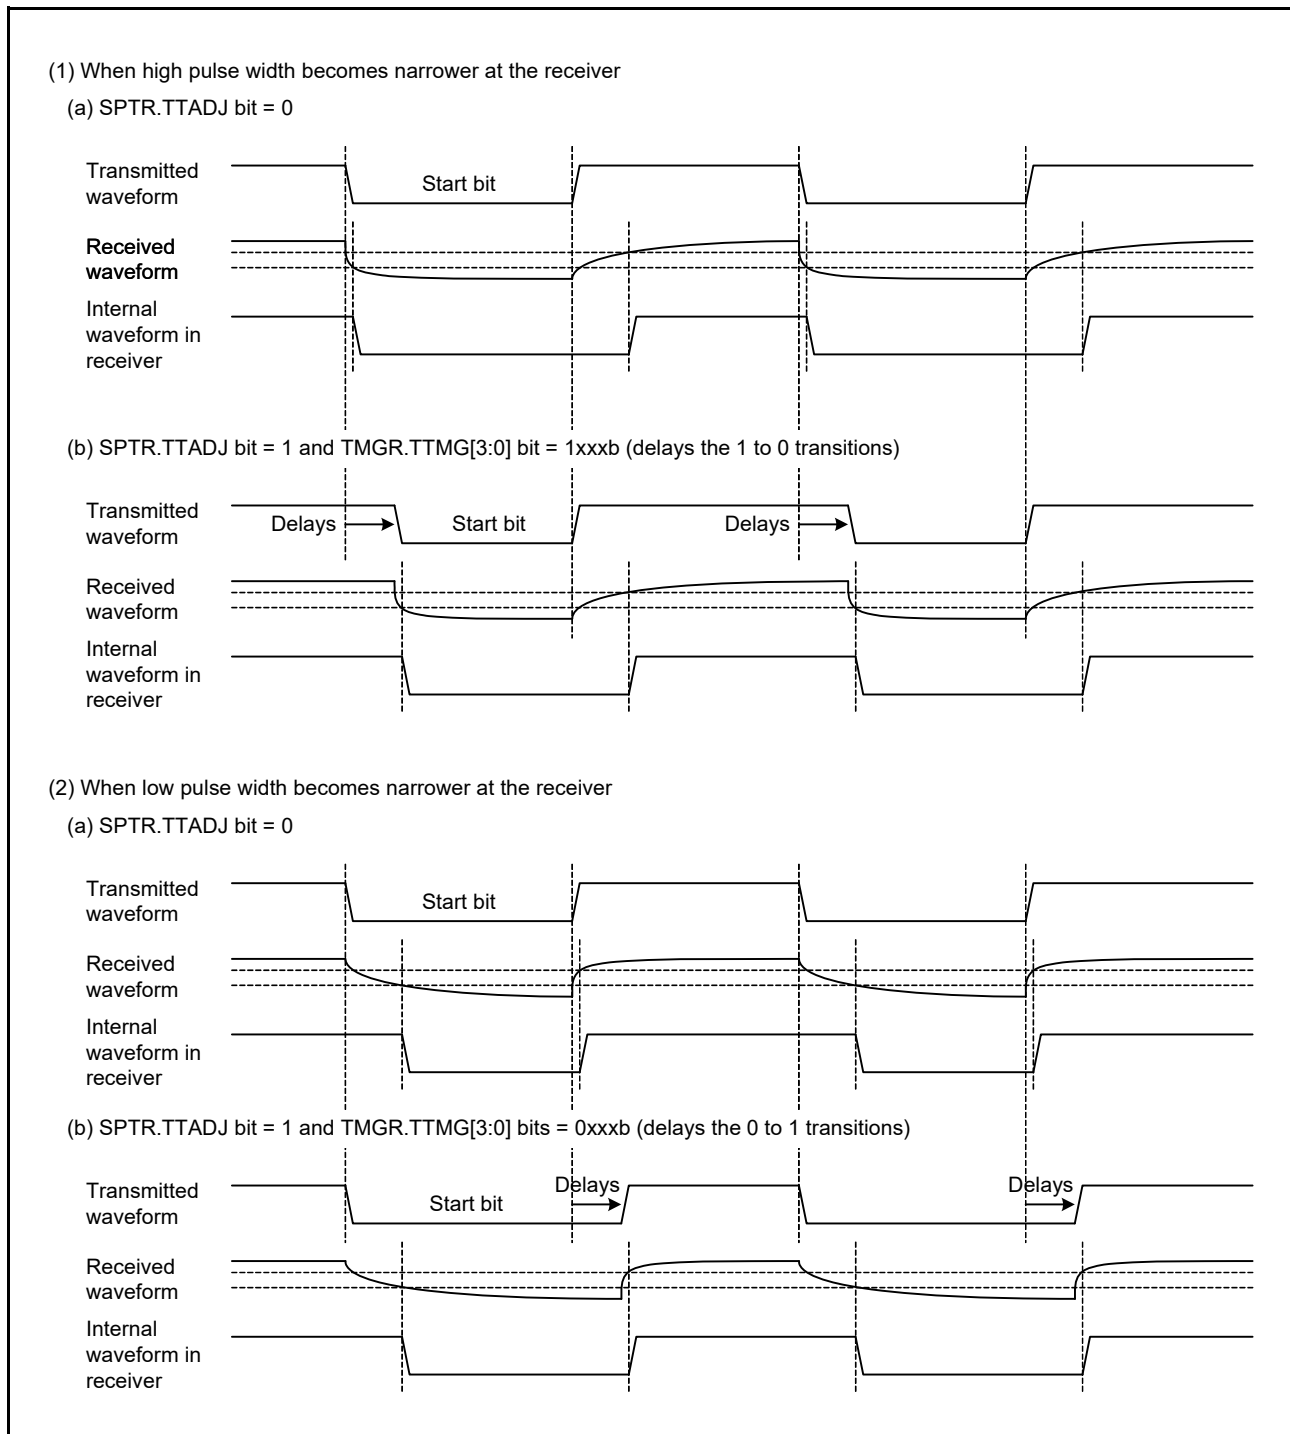 (1) When high pulse width becomes narrower at the receiver
(a) SPTR.TTADJ bit = 0
Transmitted
waveform
Start bit
Received
waveform
Internal
waveform in
receiver
(b) SPTR.TTADJ bit = 1 and TMGR.TTMG[3:0] bit = 1xxxb (delays the 1 to 0 transitions)
Transmitted
waveform
Delays
Start bit
Delays
Received
waveform
Internal
waveform in
receiver
(2) When low pulse width becomes narrower at the receiver
(a) SPTR.TTADJ bit = 0
Transmitted
waveform
Start bit
Received
waveform
Internal
waveform in
receiver
(b) SPTR.TTADJ bit = 1 and TMGR.TTMG[3:0] bits = 0xxxb (delays the 0 to 1 transitions)
Transmitted
waveform
Start bit
Delays
Delays
Received
waveform
Internal
waveform in
receiver